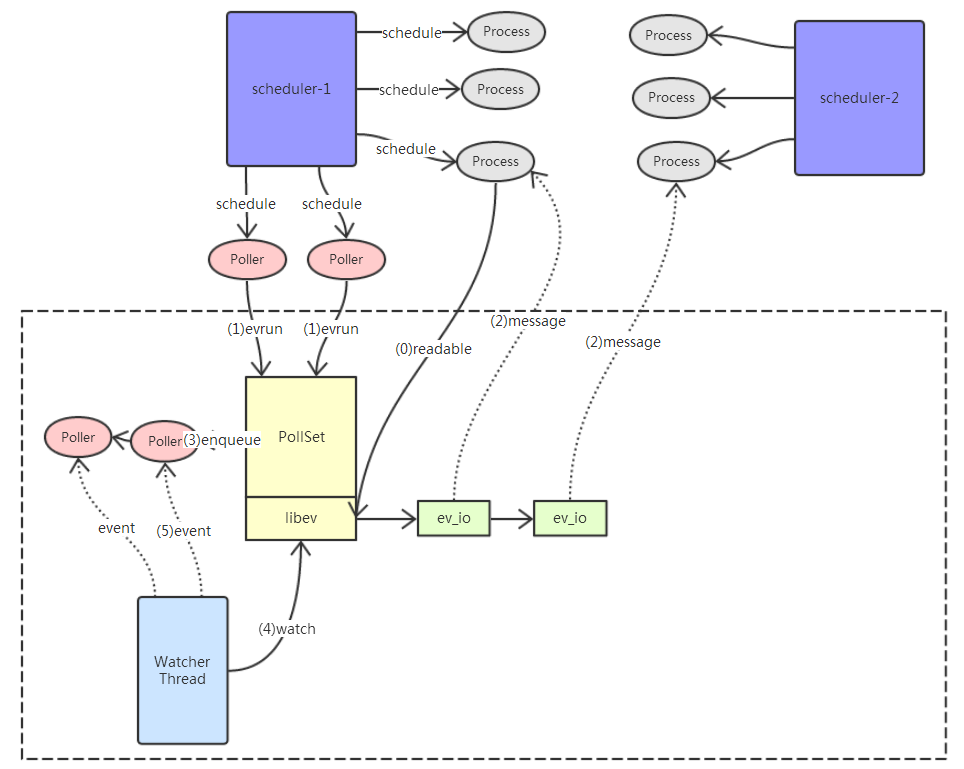 schedule
Process
Process
scheduler-1
schedule
Process
Process
scheduler-2
schedule
Process
Process
schedule
schedule
Poller
Poller
(1)evrun
(1)evrun
(2)message
(0)readable
(2)message
Poller
Poller
(3)enqueue
PollSet
libev
ev_io
ev_io
event
(5)event
(4)watch
Watcher
Thread